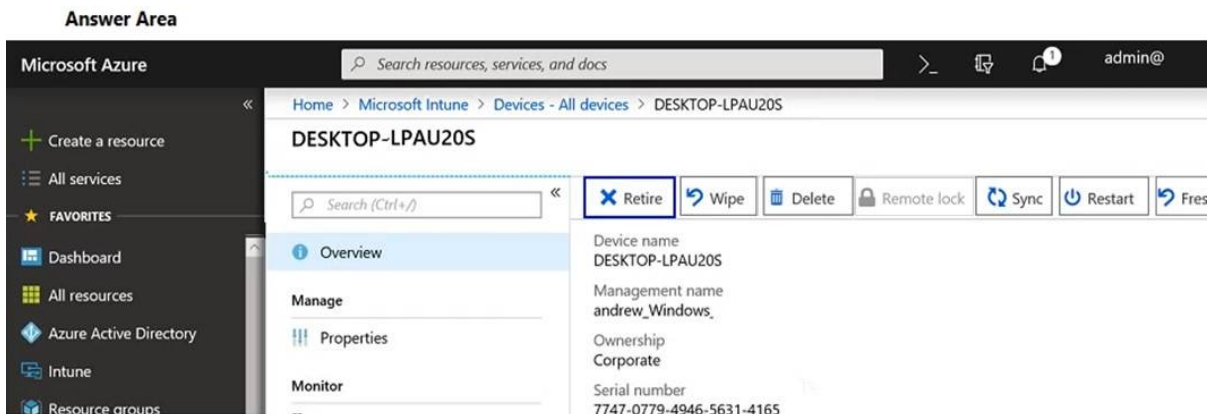 Answer Area
Microsoft Azure
Search resources, services, and docs
>_
1
admin@
«
Home > Microsoft Intune > Devices - All devices > DESKTOP-LPAU20S
Create a resource
All services
FAVORITES
Dashboard
All resources
Azure Active Directory
Intune
Resource groups
DESKTOP-LPAU20S
Search (Ctrl+/)
«
Overview
Manage
Properties
Monitor
Retire
Wipe
Delete
Remote lock
Sync
Restart
Fres
Device name
DESKTOP-LPAU20S
Management name
andrew_Windows_
Ownership
Corporate
Serial number
7747-0779-4946-5631-4165